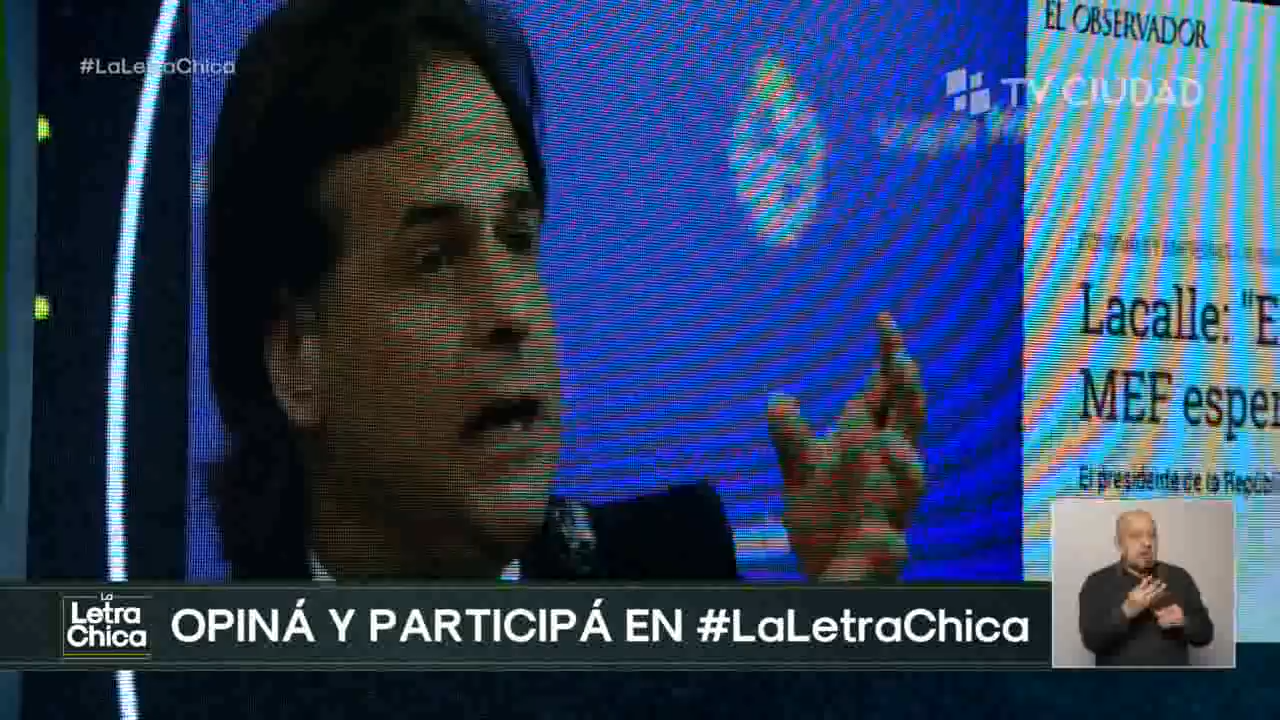 #LaLetraChica
EL OBSERVADOR
TV CIUDAD
Lacalle: "E
MEF esper
El presidente de la Repúbl
La
Letra
Chica
OPINÁ Y PARTICIPÁ EN #LaLetraChica